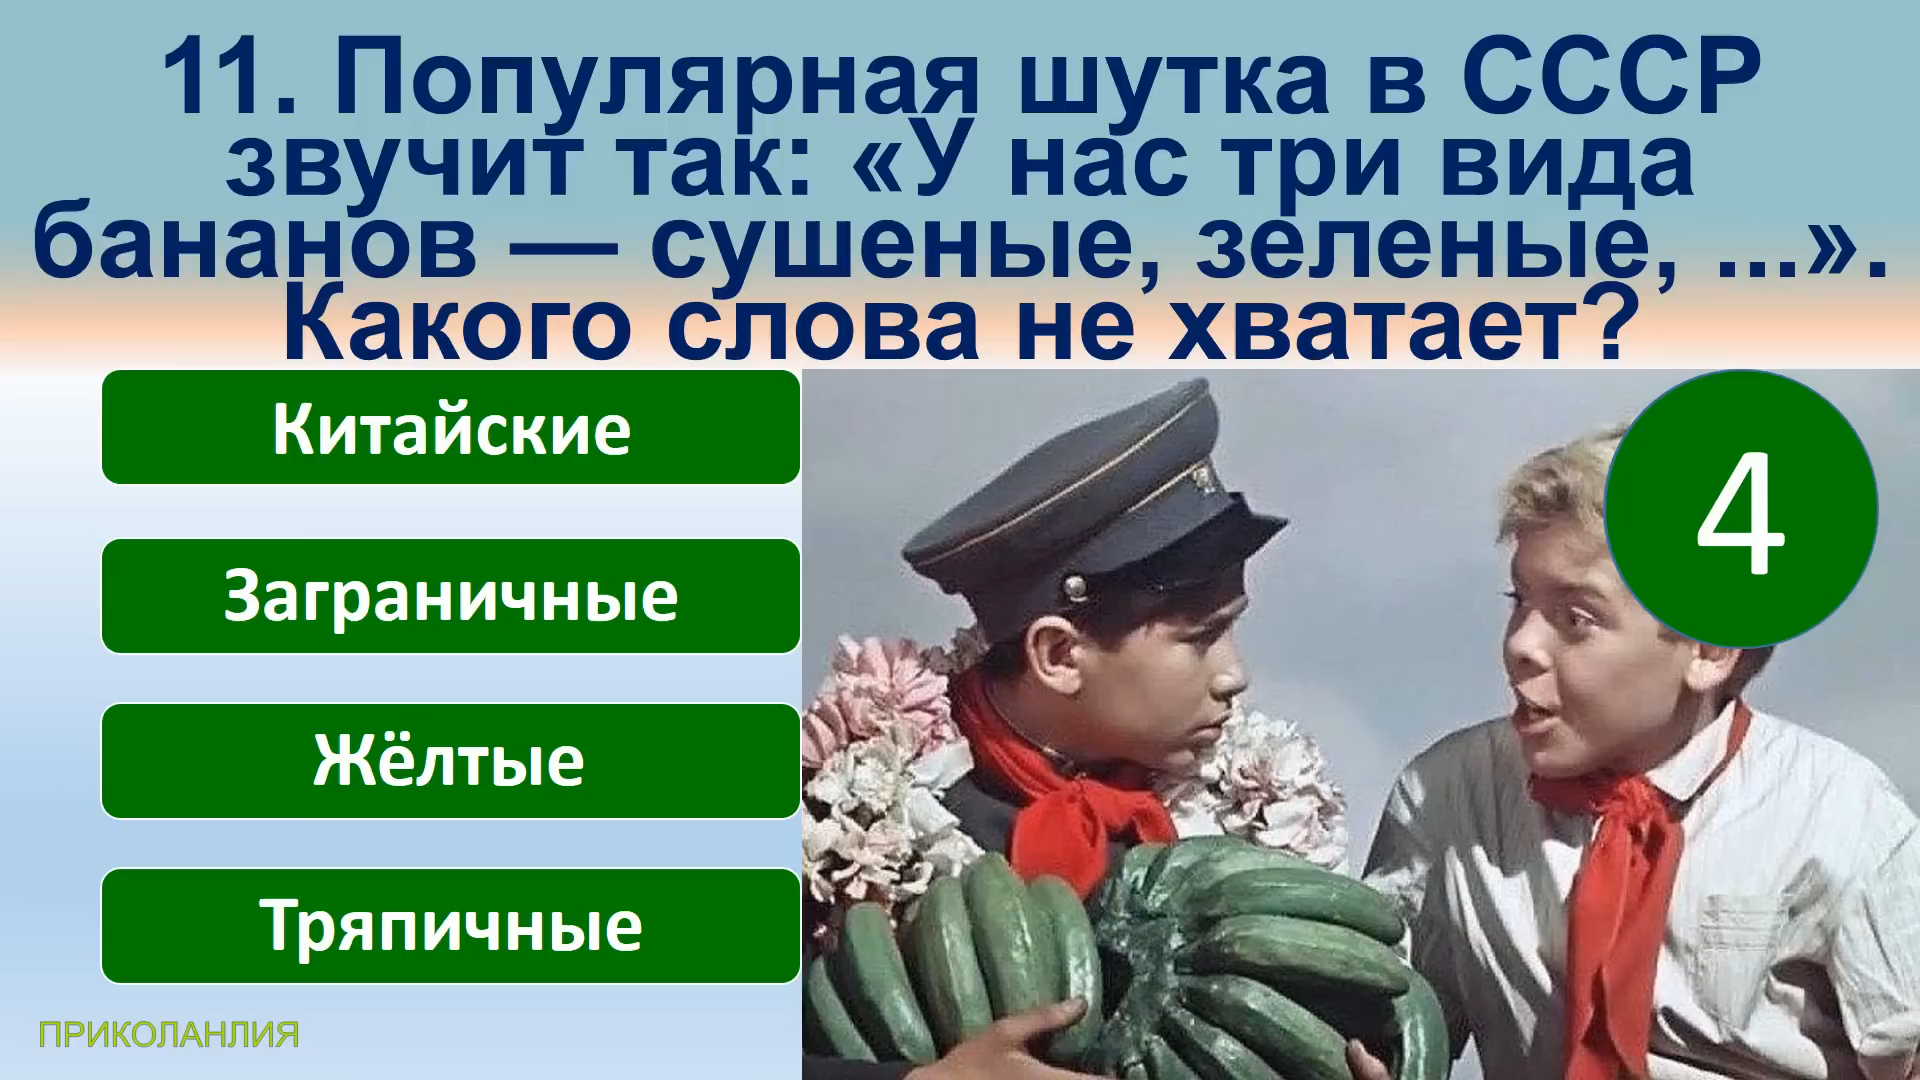 11. Популярная шутка в СССР
звучит так: «У нас три вида
бананов — сушеные, зеленые, ...».
Какого слова не хватает?
Китайские
Заграничные
Жёлтые
Тряпичные
4
ПРИКОЛАНЛИЯ